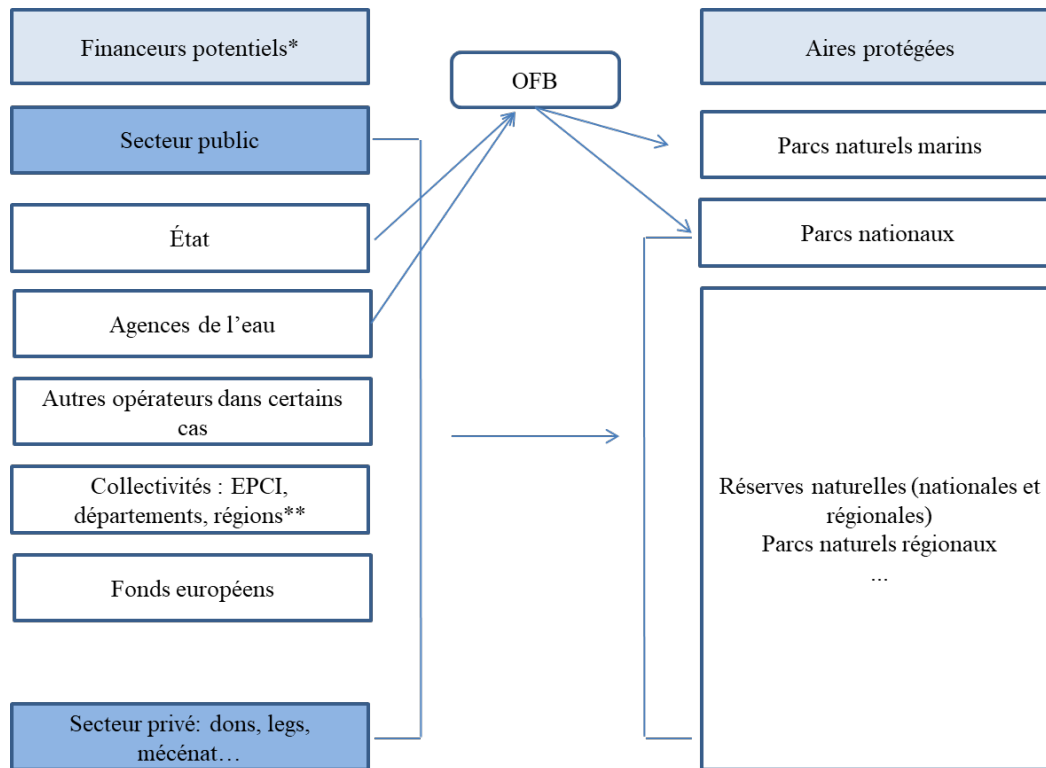 Financeurs potentiels*
Secteur public
État
Agences de l’eau
Autres opérateurs dans certains
cas
Collectivités : EPCI,
départements, régions**
Fonds européens
Secteur privé: dons, legs,
mécénat…
OFB
Aires protégées
Parcs naturels marins
Parcs nationaux
Réserves naturelles (nationales et
régionales)
Parcs naturels régionaux
...